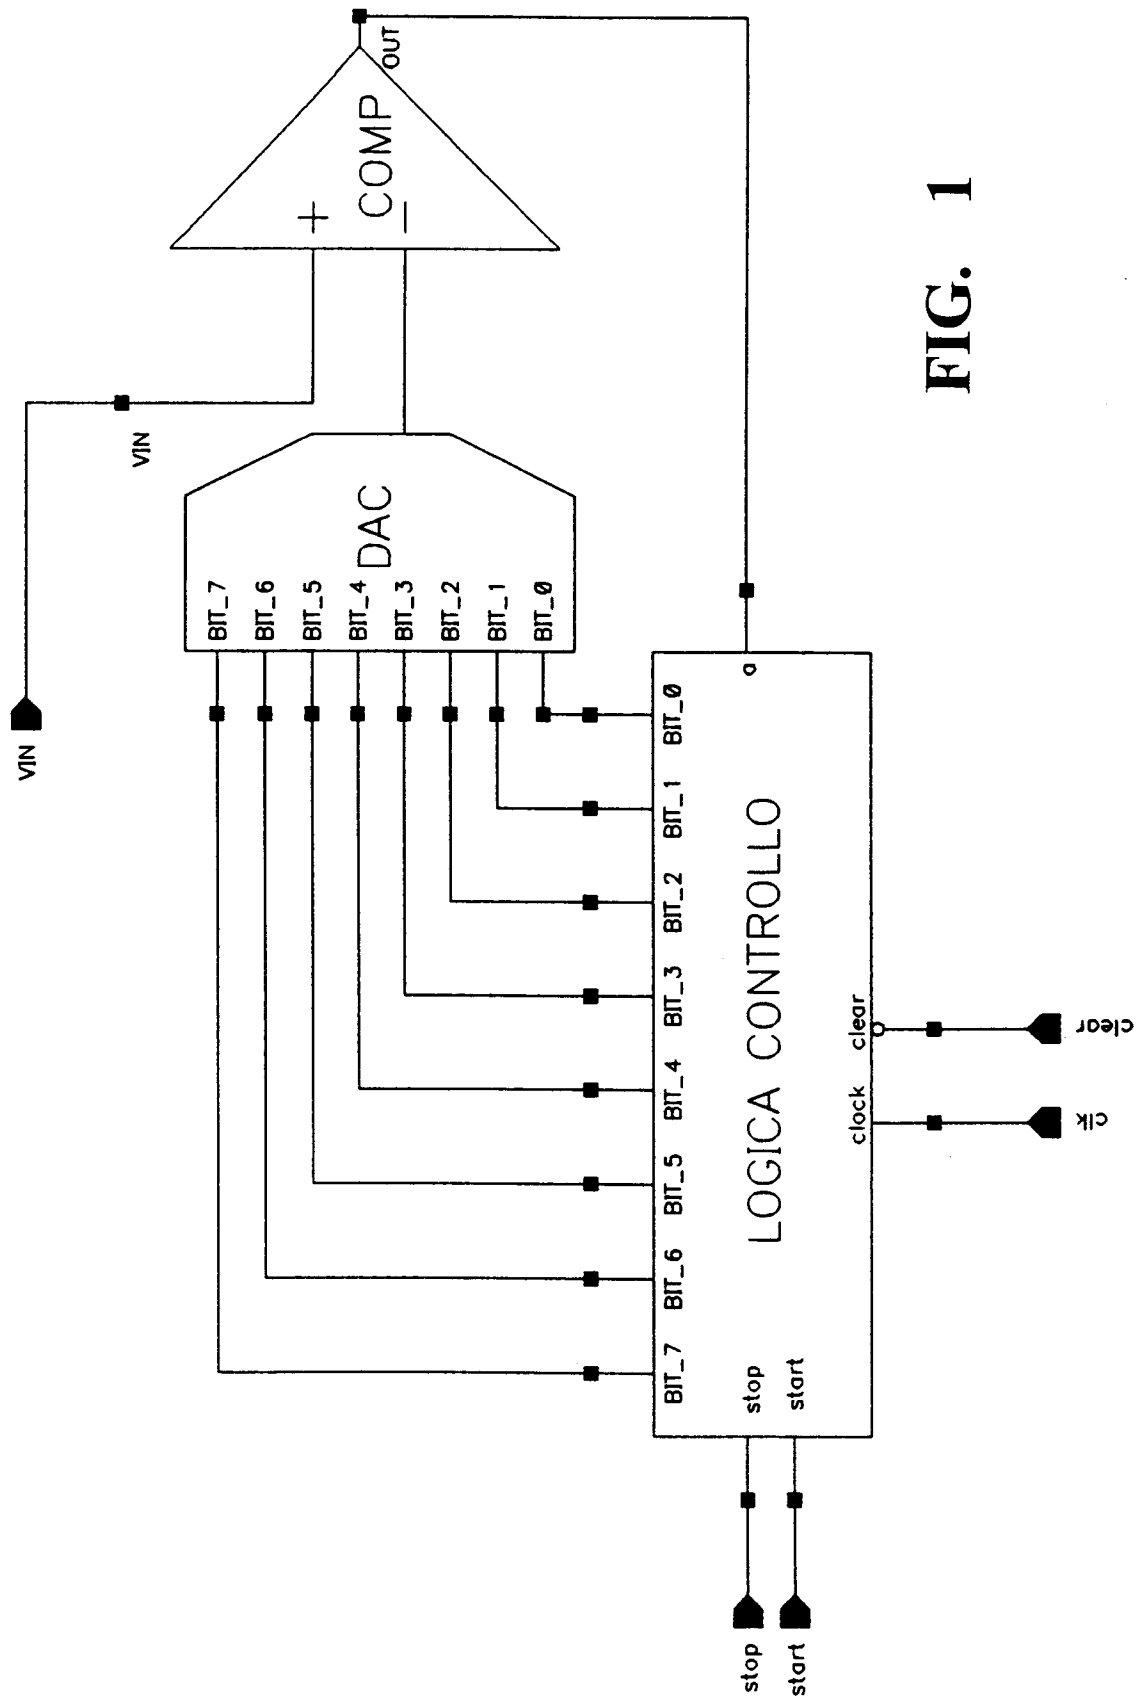 VIN
VIN
OUT
COMP
+
−
DAC
BIT_7
BIT_6
BIT_5
BIT_4
BIT_3
BIT_2
BIT_1
BIT_0
BIT_7
BIT_6
BIT_5
BIT_4
BIT_3
BIT_2
BIT_1
BIT_0
a
stop
start
stop
start
LOGICA CONTROLLO
clock
clear
clk
clear
FIG. 1